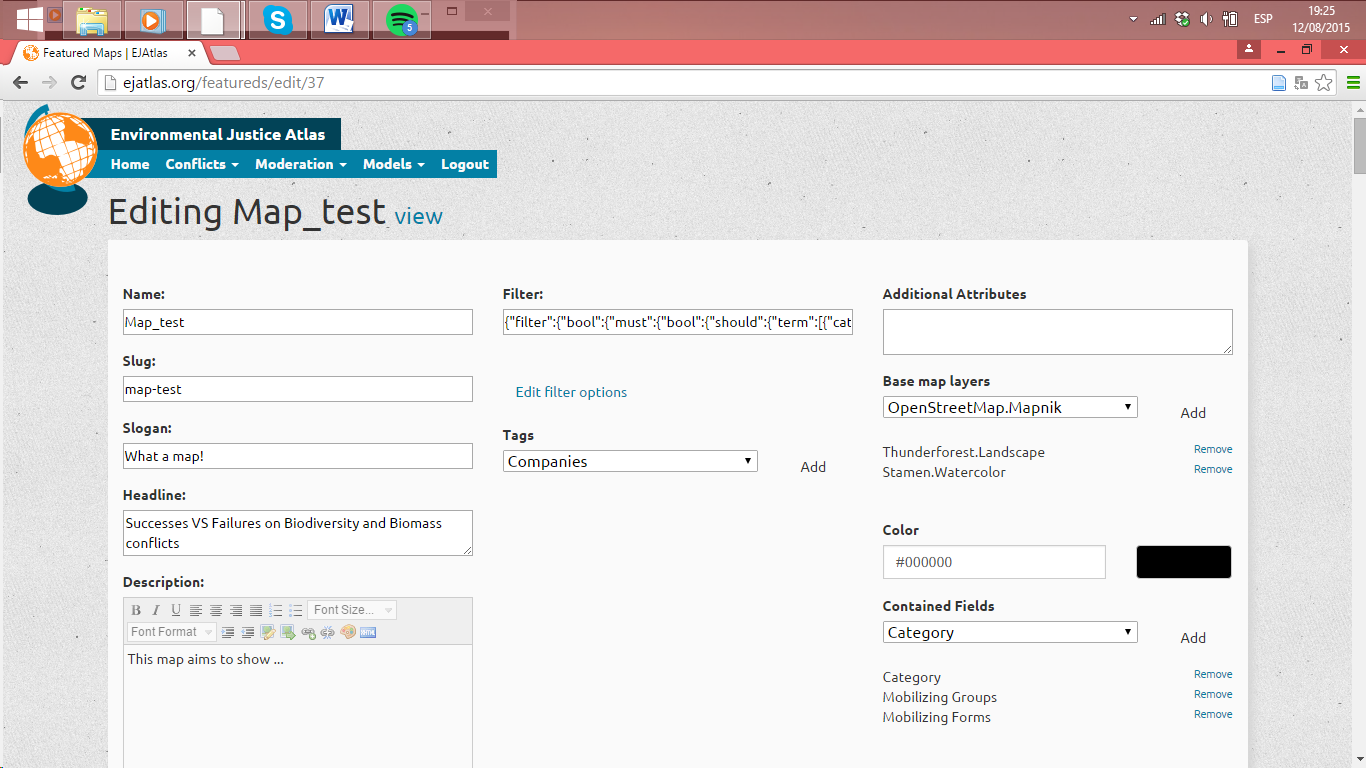 5
ESP
19:25
12/08/2015
Featured Maps | EJAtlas
ejatlas.org/featureds/edit/37
Environmental Justice Atlas
Home Conflicts Moderation Models Logout
Editing Map_test view
Name:
Map_test
Slug:
map-test
Slogan:
What a map!
Headline:
Successes VS Failures on Biodiversity and Biomass
conflicts
Description:
B I U Font Size...
Font Format
HTML
This map aims to show ...
Filter:
{"filter":{"bool":{"must":{"bool":{"should":{"term":[{"cat
Edit filter options
Tags
Companies Add
Additional Attributes
Base map layers
OpenStreetMap.Mapnik Add
Thunderforest.Landscape Remove
Stamen.Watercolor Remove
Color
#000000
Contained Fields
Category Add
Category Remove
Mobilizing Groups Remove
Mobilizing Forms Remove